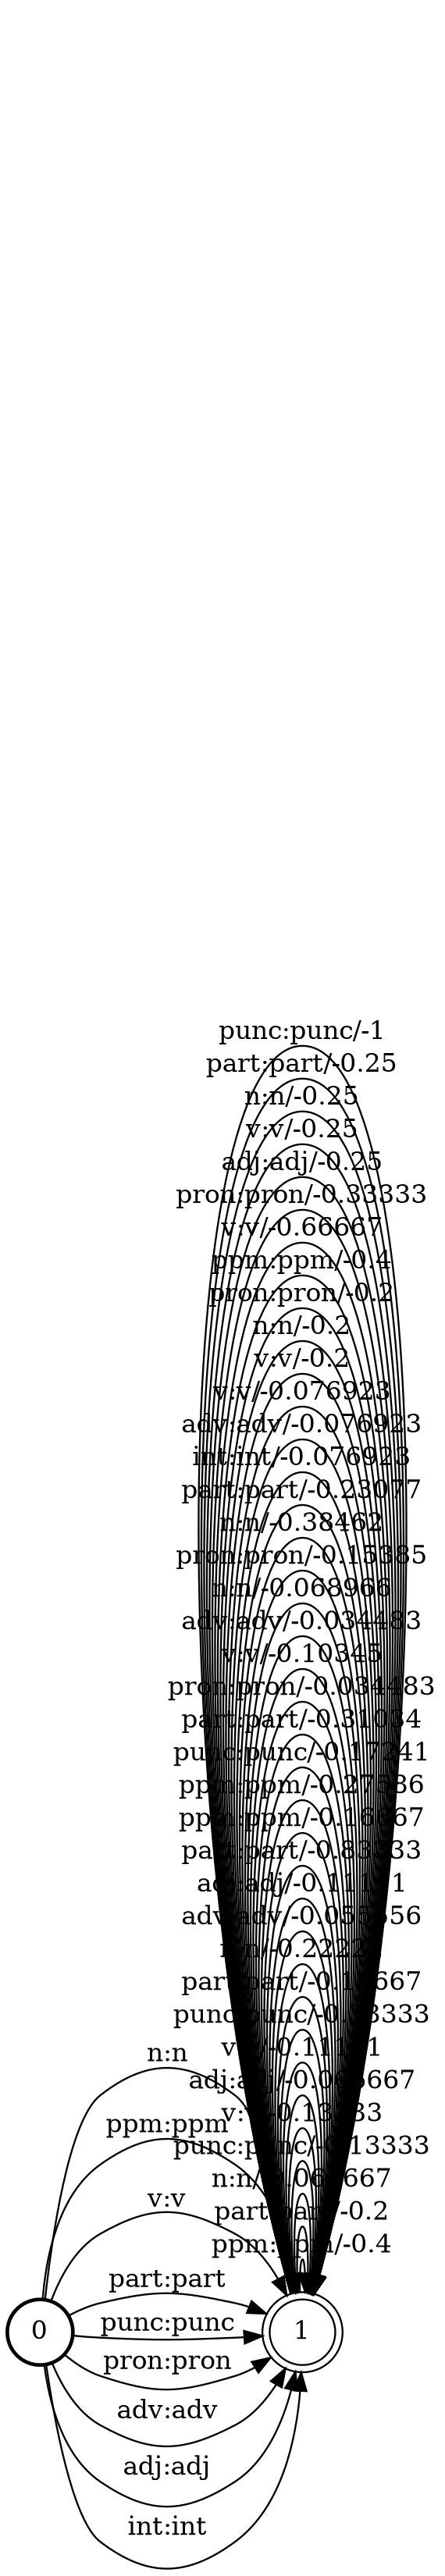 punc:punc/-1
part:part/-0.25
n:n/-0.25
v:v/-0.25
adj:adj/-0.25
pron:pron/-0.33333
v:v/-0.66667
ppm:ppm/-0.4
pron:pron/-0.2
n:n/-0.2
v:v/-0.2
v:v/-0.076923
adv:adv/-0.076923
int:int/-0.076923
part:part/-0.23077
n:n/-0.38462
pron:pron/-0.15385
n:n/-0.068966
adv:adv/-0.034483
v:v/-0.10345
pron:pron/-0.034483
part:part/-0.31034
punc:punc/-0.17241
ppm:ppm/-0.27586
ppm:ppm/-0.16667
part:part/-0.83333
adj:adj/-0.11111
adv:adv/-0.055556
n:n/-0.22222
part:part/-0.16667
punc:punc/-0.33333
v:v/-0.11111
n:n
adj:adj/-0.066667
v:v/-0.13333
ppm:ppm
punc:punc/-0.13333
n:n/-0.066667
v:v
part:part/-0.2
ppm:ppm/-0.4
part:part
punc:punc
0
1
pron:pron
adv:adv
adj:adj
int:int